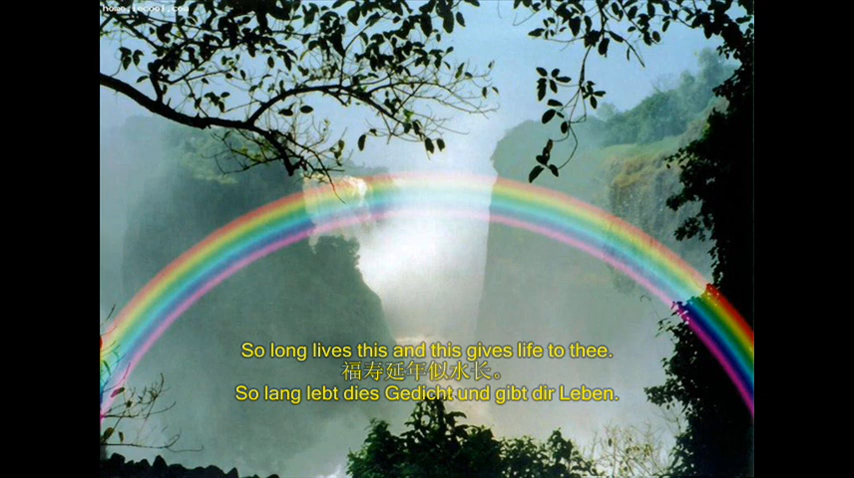 So long lives this and this gives life to thee.
福寿延年似水长。
So lang lebt dies Gedicht und gibt dir Leben.